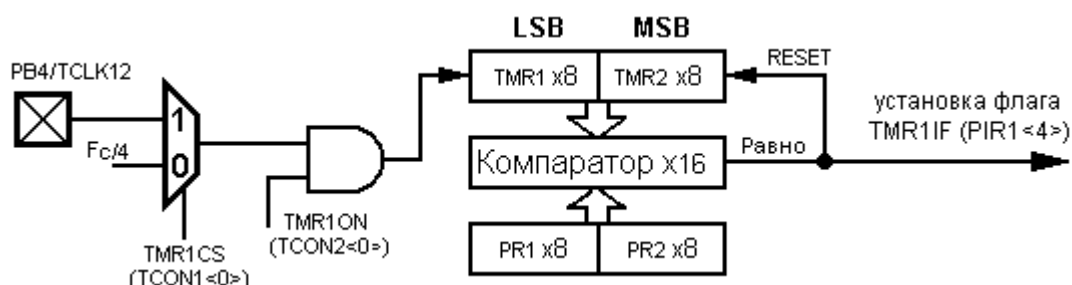 LSB MSB
PB4/TCLK12
TMR1 x8 TMR2 x8
RESET
1
установка флага
TMR1IF (PIR1<4>)
Fc/4
0
Компаратор x16
Равно
TMR1ON
(TCON2<0>)
TMR1CS
(TCON1<0>)
PR1 x8 PR2 x8